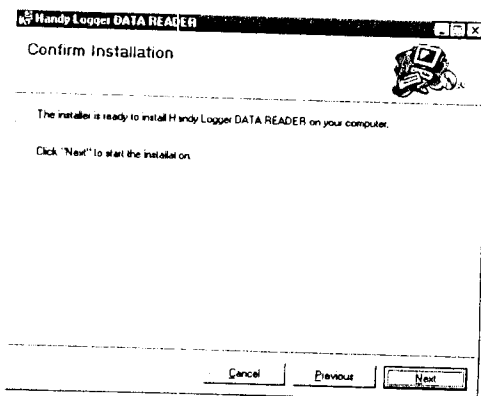 Handy Logger DATA READER
Confirm Installation
The installer is ready to install Handy Logger DATA READER on your computer.
Click "Next" to start the installation
Cancel Previous Next